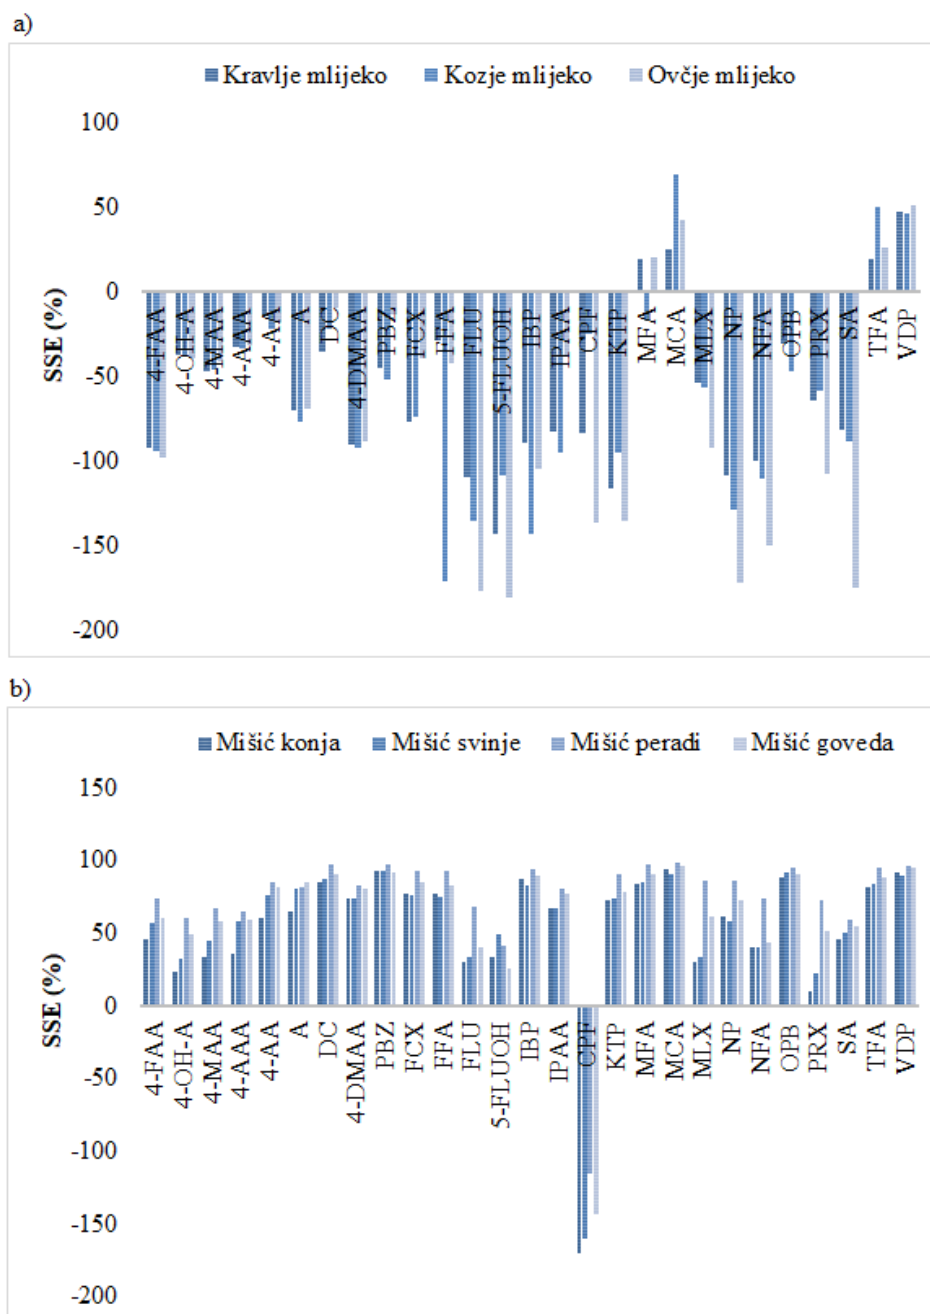 a)
Kravlje mlijeko Kozje mlijeko Ovčje mlijeko
100
50
0
-50
-100
-150
-200
SSE (%)
4-FAA 4-OH-A 4-MAA 4-AAA 4-AA A DC 4-DMAA PBZ FCX FFA FLU 5-FLUOH IBP IPAA CPF KTP MFA MCA MLX NP NFA OPB PRX SA TFA VDP
b)
Mišić konja Mišić svinje Mišić peradi Mišić goveda
150
100
50
0
-50
-100
-150
-200
SSE (%)
4-FAA 4-OH-A 4-MAA 4-AAA 4-AA A DC 4-DMAA PBZ FCX FFA FLU 5-FLUOH IBP IPAA CPF KTP MFA MCA MLX NP NFA OPB PRX SA TFA VDP